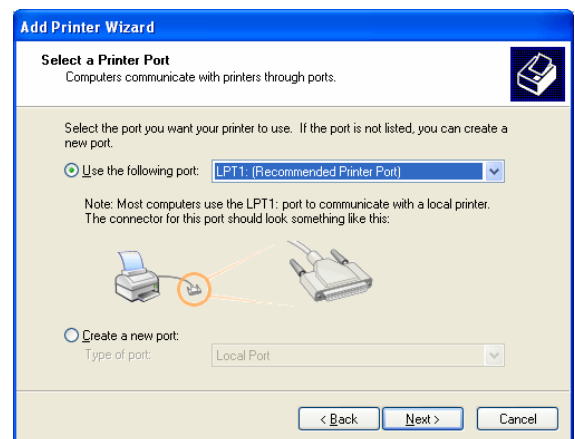 Add Printer Wizard
Select a Printer Port
Computers communicate with printers through ports.
Select the port you want your printer to use.  If the port is not listed, you can create a
new port.
Use the following port:
LPT1: (Recommended Printer Port)
Note: Most computers use the LPT1: port to communicate with a local printer.
The connector for this port should look something like this:
Create a new port:
Type of port:
Local Port
< Back
Next >
Cancel